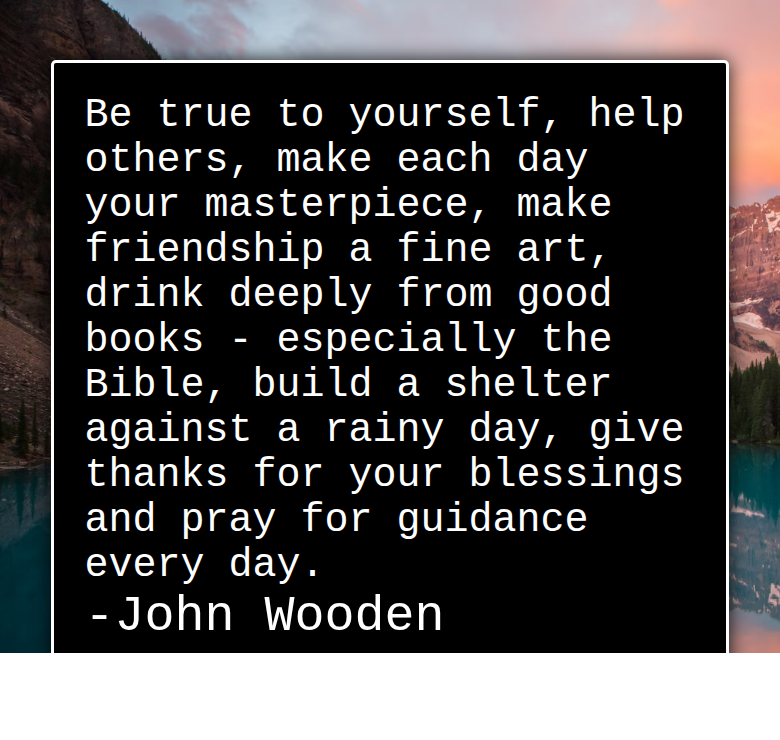 Be true to yourself, help
others, make each day
your masterpiece, make
friendship a fine art,
drink deeply from good
books - especially the
Bible, build a shelter
against a rainy day, give
thanks for your blessings
and pray for guidance
every day.
-John Wooden